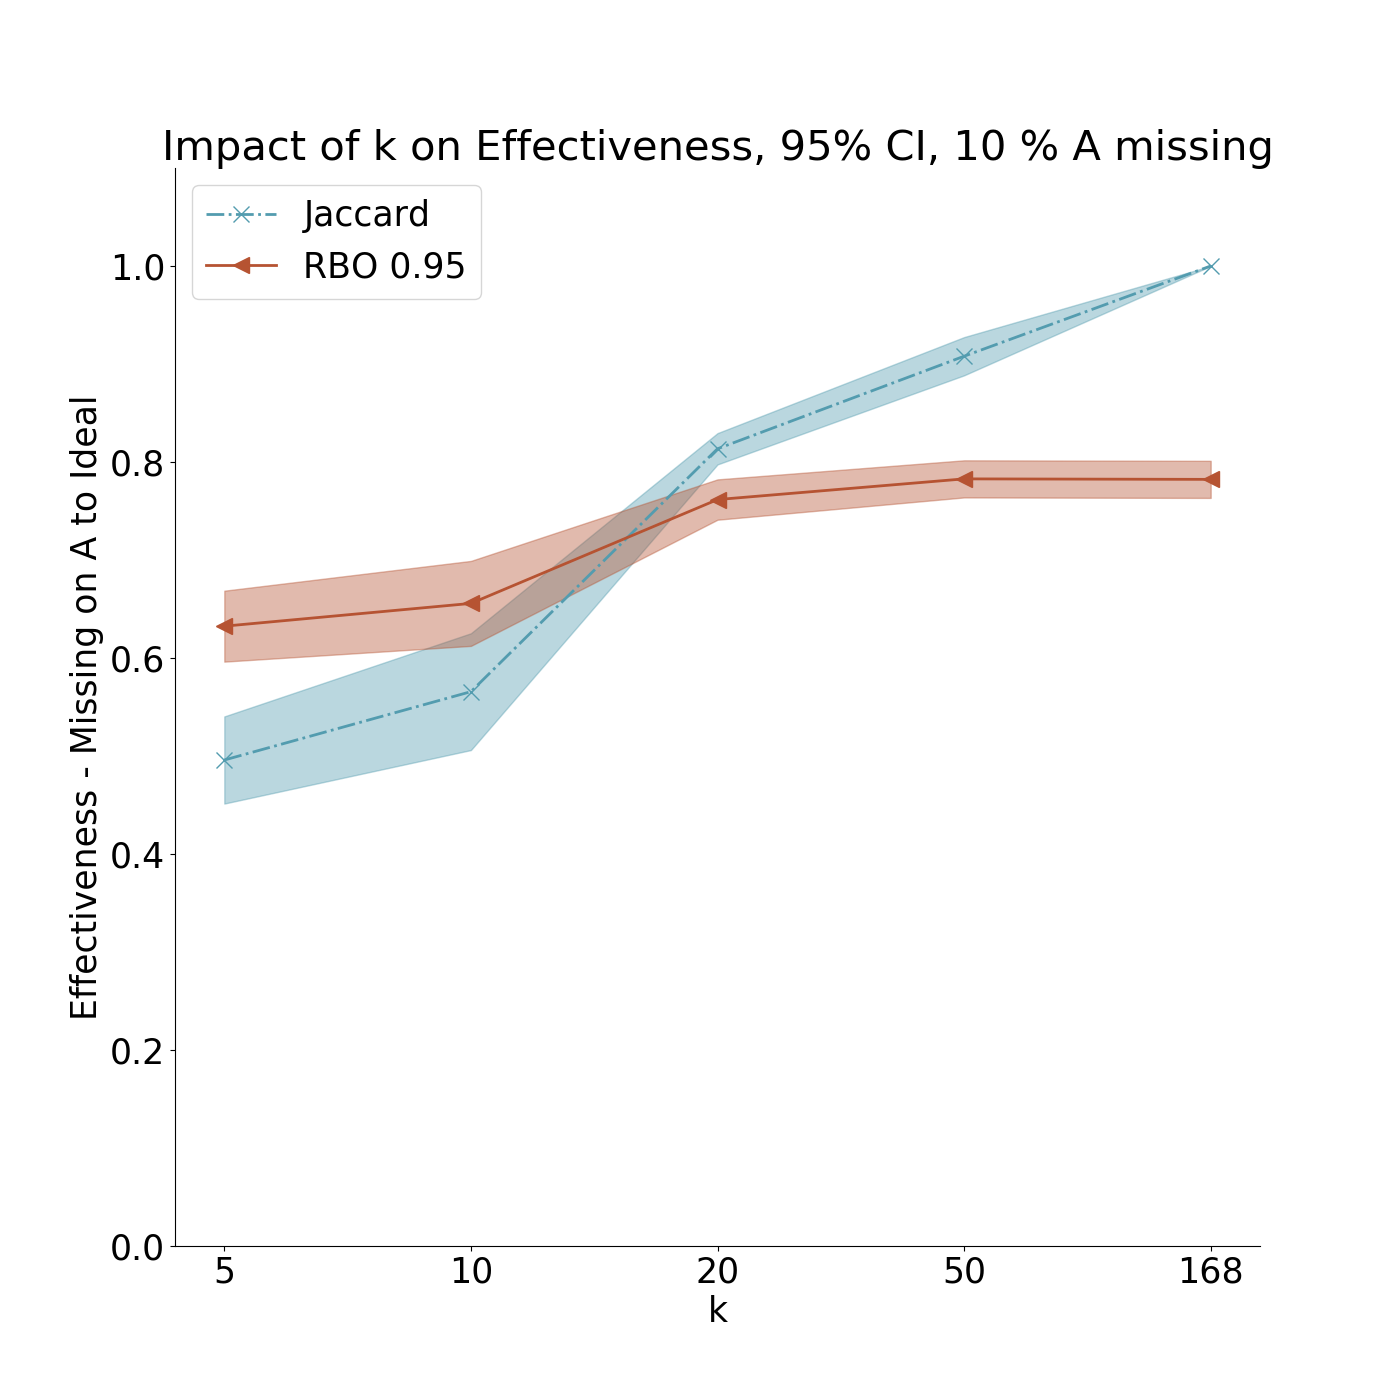 Impact of k on Effectiveness, 95% CI, 10 % A missing
Jaccard
RBO 0.95
Effectiveness - Missing on A to Ideal
1.0
0.8
0.6
0.4
0.2
0.0
5 10 20 50 168
k